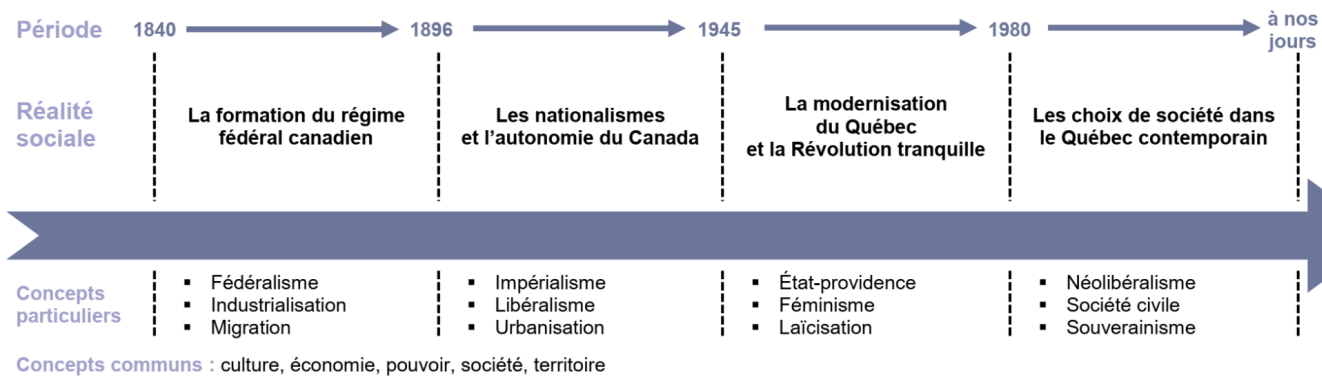 Période 1840 1896 1945 1980 à nos jours
Réalité sociale
La formation du régime
fédéral canadien
Les nationalismes
et l'autonomie du Canada
La modernisation
du Québec
et la Révolution tranquille
Les choix de société dans
le Québec contemporain
Concepts
particuliers
▪ Fédéralisme
▪ Industrialisation
▪ Migration
▪ Impérialisme
▪ Libéralisme
▪ Urbanisation
▪ État-providence
▪ Féminisme
▪ Laïcisation
▪ Néolibéralisme
▪ Société civile
▪ Souverainisme
Concepts communs : culture, économie, pouvoir, société, territoire